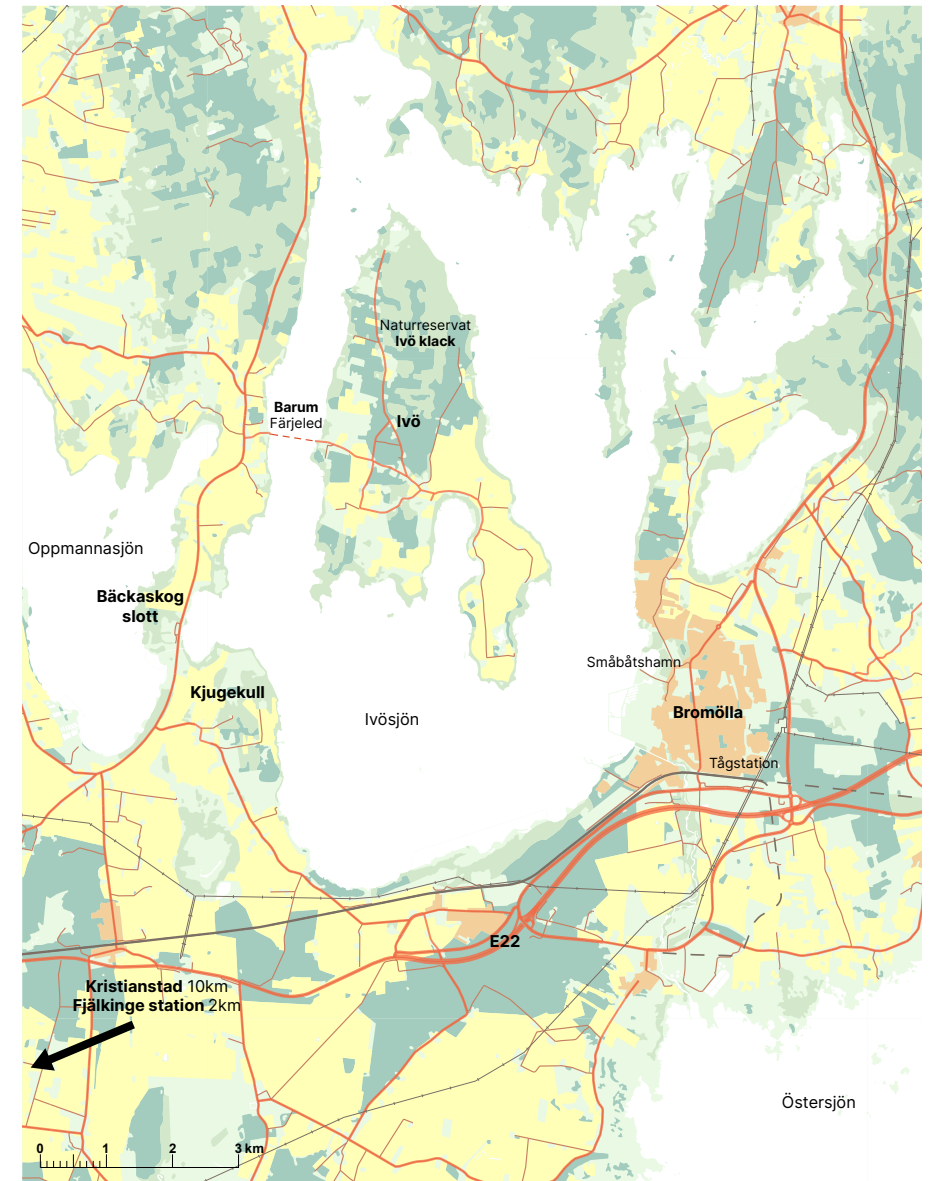 Naturreservat
Ivö klack
Barum
Färjeled
Ivö
Oppmannasjön
Bäckaskog
slott
Småbåtshamn
Kjugekull
Ivösjön
Bromölla
Tågstation
E22
Kristianstad 10km
Fjälkinge station 2km
Östersjön
0 1 2 3 km